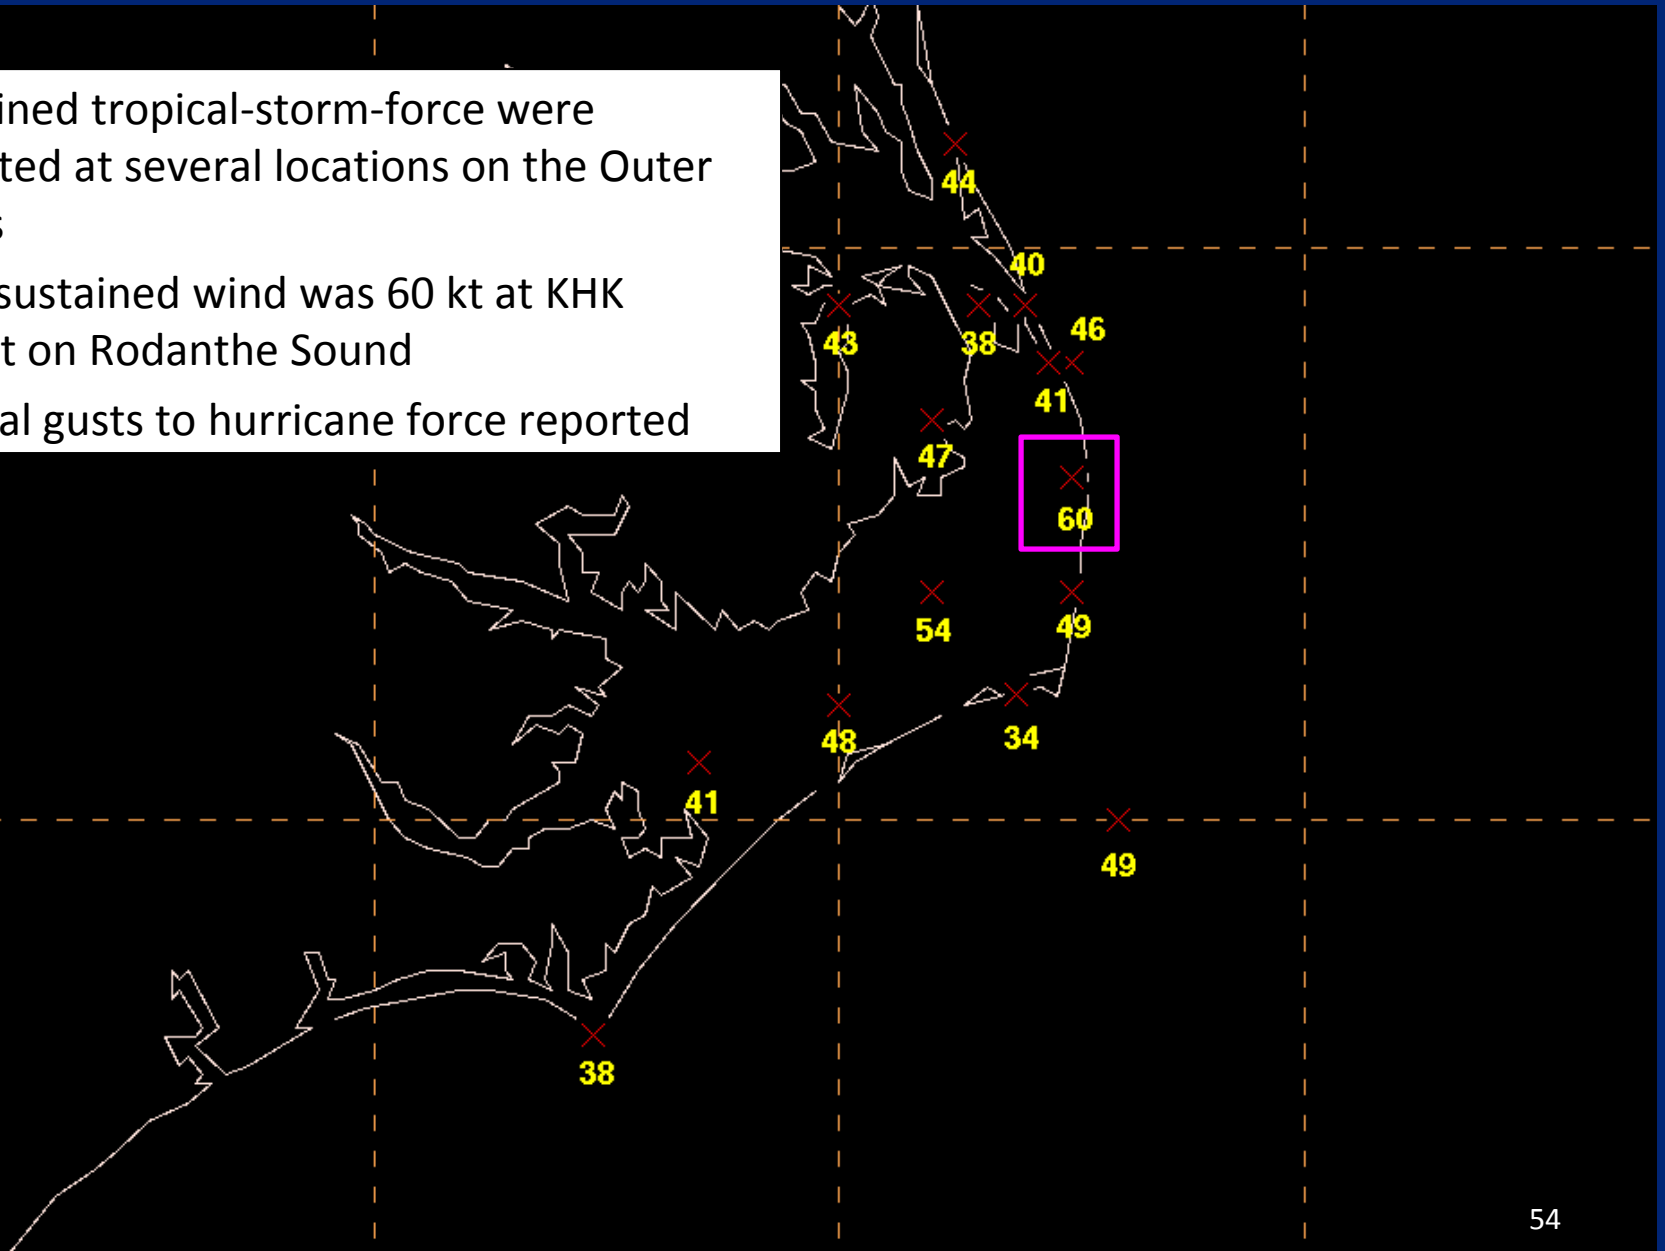 ined tropical-storm-force were
ted at several locations on the Outer
s
sustained wind was 60 kt at KHK
t on Rodanthe Sound
al gusts to hurricane force reported
44
40
46
43
38
41
47
60
54
49
48
34
41
49
38
54